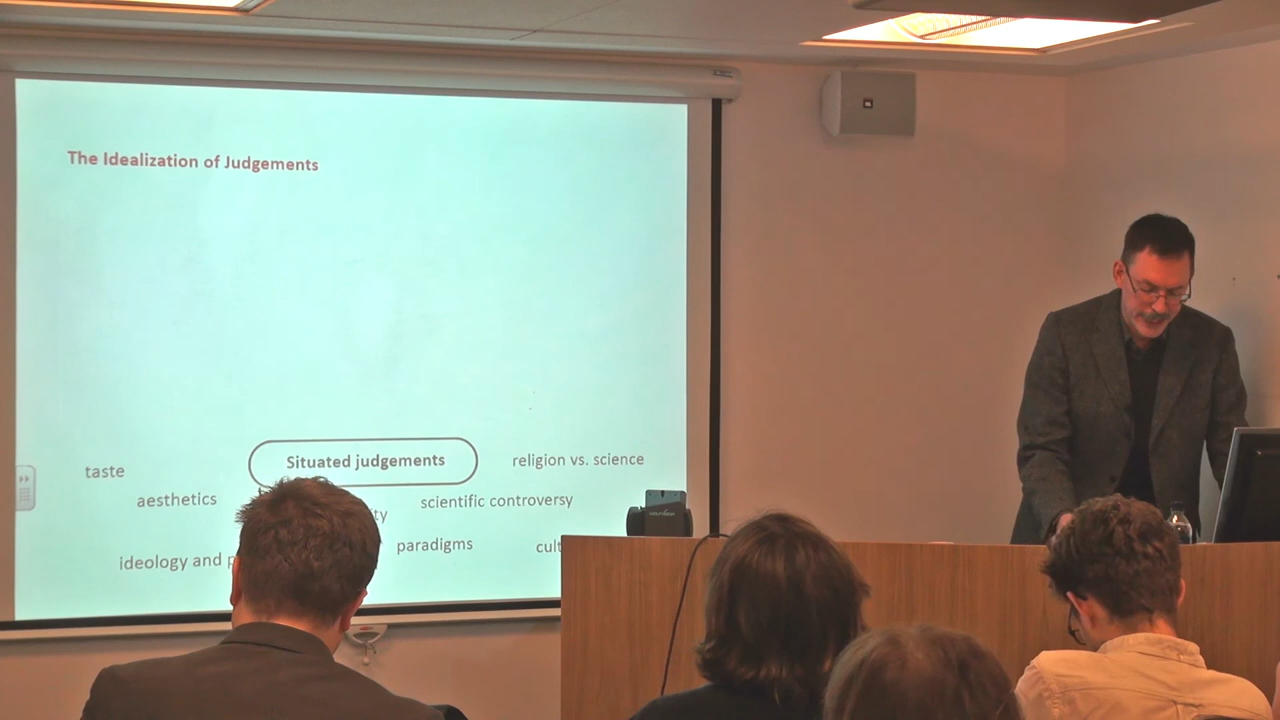 The Idealization of Judgements
Situated judgements
taste
religion vs. science
aesthetics
scientific controversy
paradigms
ideology and